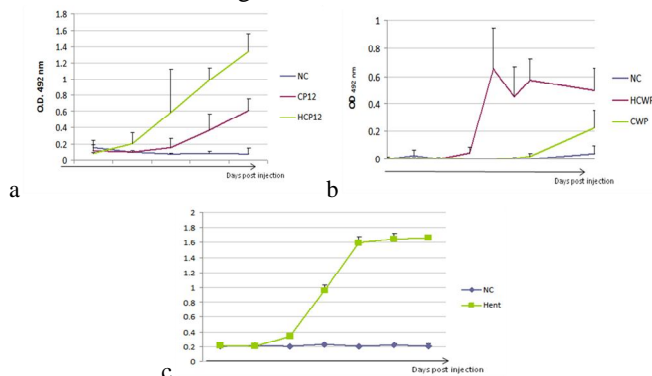 1.8
1.6
1.4
1.2
1
0.8
0.6
0.4
0.2
0
O.D. 492 nm
NC
CP12
HCP12
Days post injection
a
1
0.8
0.6
0.4
0.2
0
OD 492 nm
NC
HCWP
CWP
Days post injection
b
2
1.8
1.6
1.4
1.2
1
0.8
0.6
0.4
0.2
0
NC
Hent
Days post injection
c